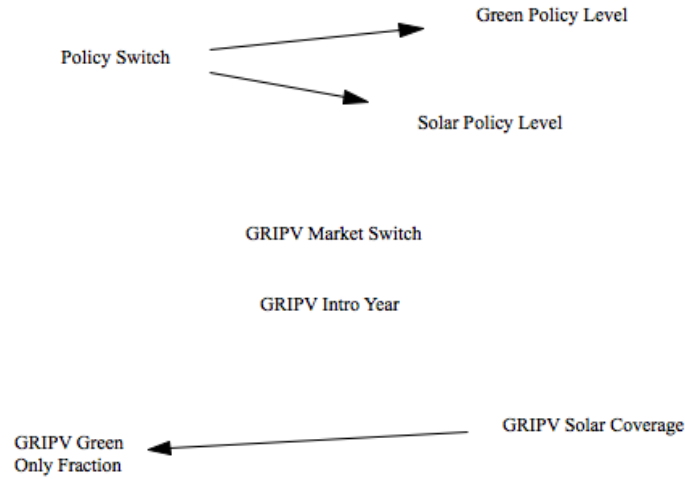 Green Policy Level
Policy Switch
Solar Policy Level
GRIPV Market Switch
GRIPV Intro Year
GRIPV Solar Coverage
GRIPV Green
Only Fraction